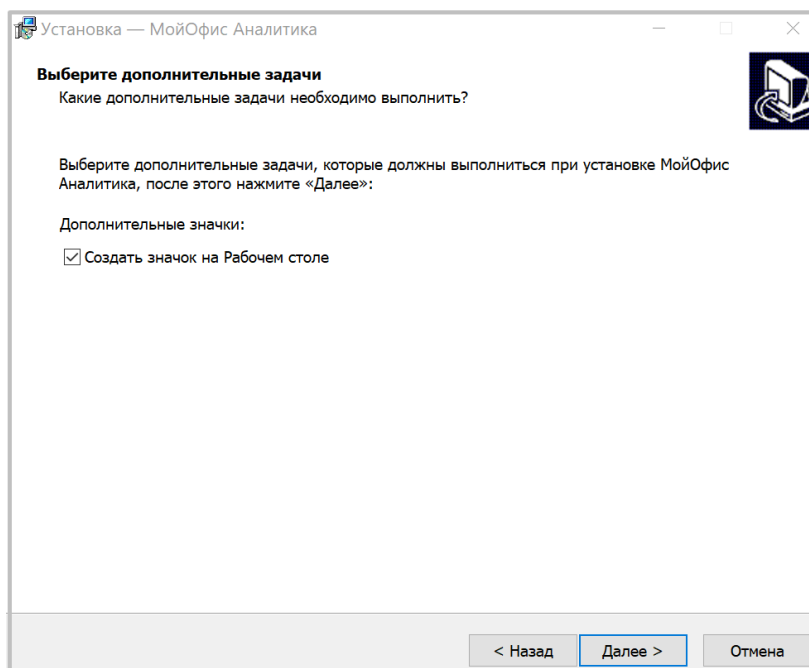 Установка — МойОфис Аналитика
Выберите дополнительные задачи
Какие дополнительные задачи необходимо выполнить?
Выберите дополнительные задачи, которые должны выполниться при установке МойОфис
Аналитика, после этого нажмите «Далее»:
Дополнительные значки:
Создать значок на Рабочем столе
< Назад
Далее >
Отмена